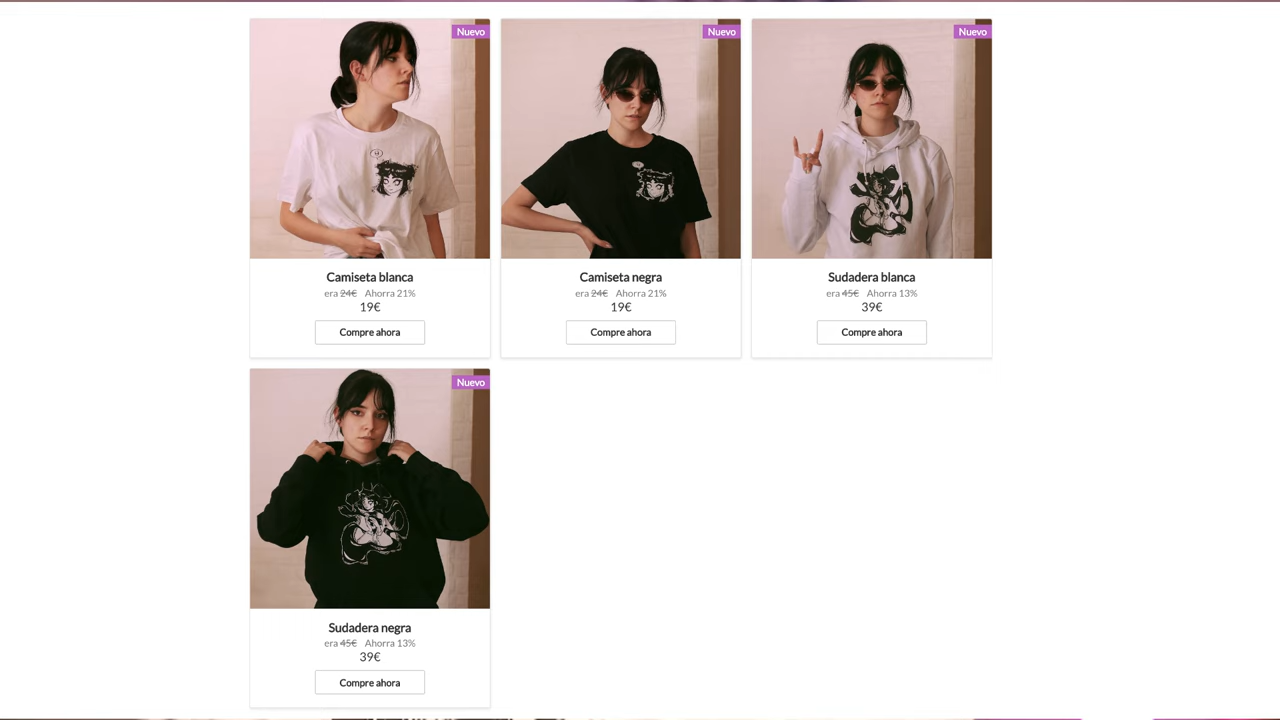 Nuevo
Nuevo
Nuevo
Camiseta blanca
era 24€ Ahorra 21%
19€
Compre ahora
Camiseta negra
era 24€ Ahorra 21%
19€
Compre ahora
Sudadera blanca
era 45€ Ahorra 13%
39€
Compre ahora
Nuevo
Sudadera negra
era 45€ Ahorra 13%
39€
Compre ahora